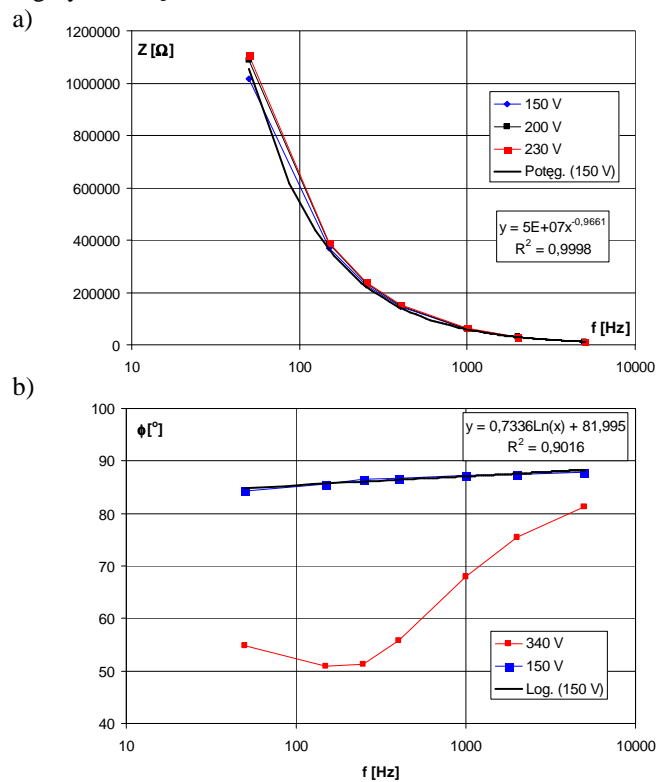 a)
Z [Ω]
1200000
1000000
800000
600000
400000
200000
0
150 V
200 V
230 V
Potęg. (150 V)
y = 5E+07x^-0,9661
R² = 0,9998
f [Hz]
10 100 1000 10000
b)
ϕ [°]
100
90
80
70
60
50
40
y = 0,7336Ln(x) + 81,995
R² = 0,9016
340 V
150 V
Log. (150 V)
10 100 1000 10000
f [Hz]